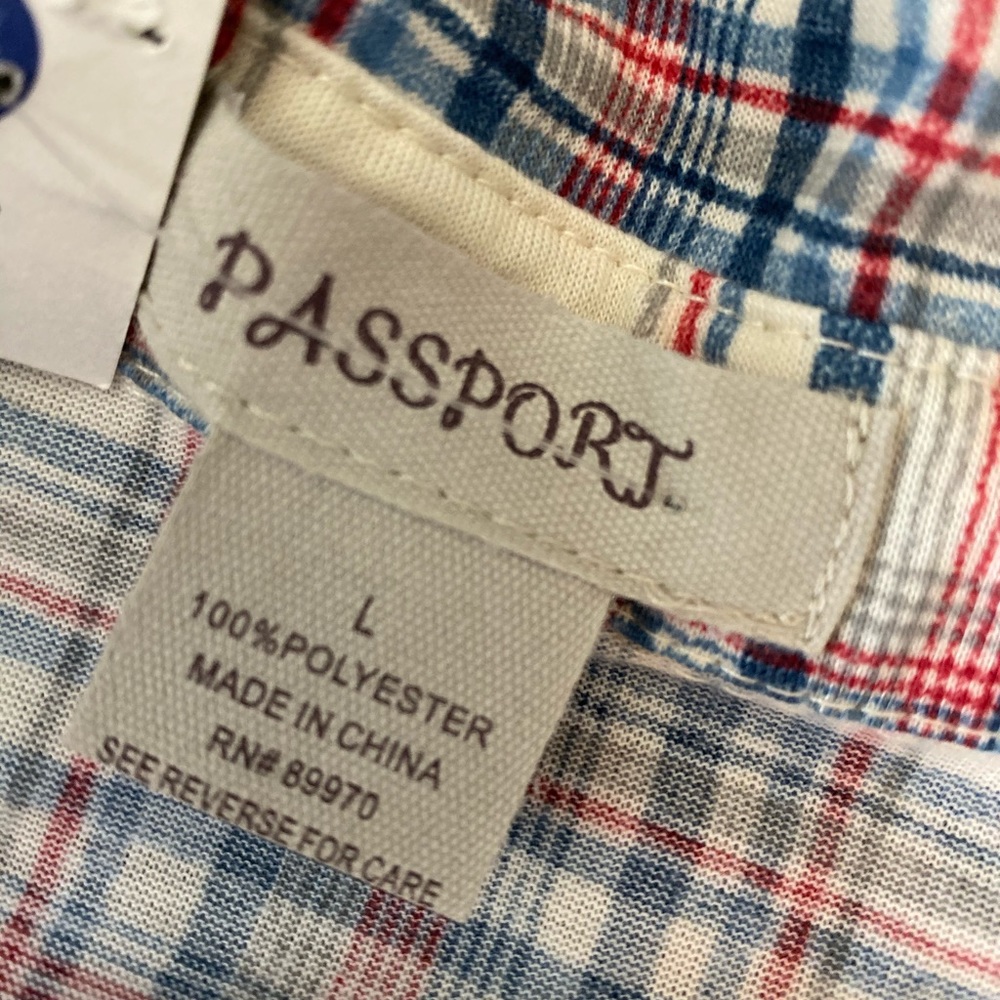 PASSPORT
L
100%POLYESTER
MADE IN CHINA
RN# 89970
SEE REVERSE FOR CARE